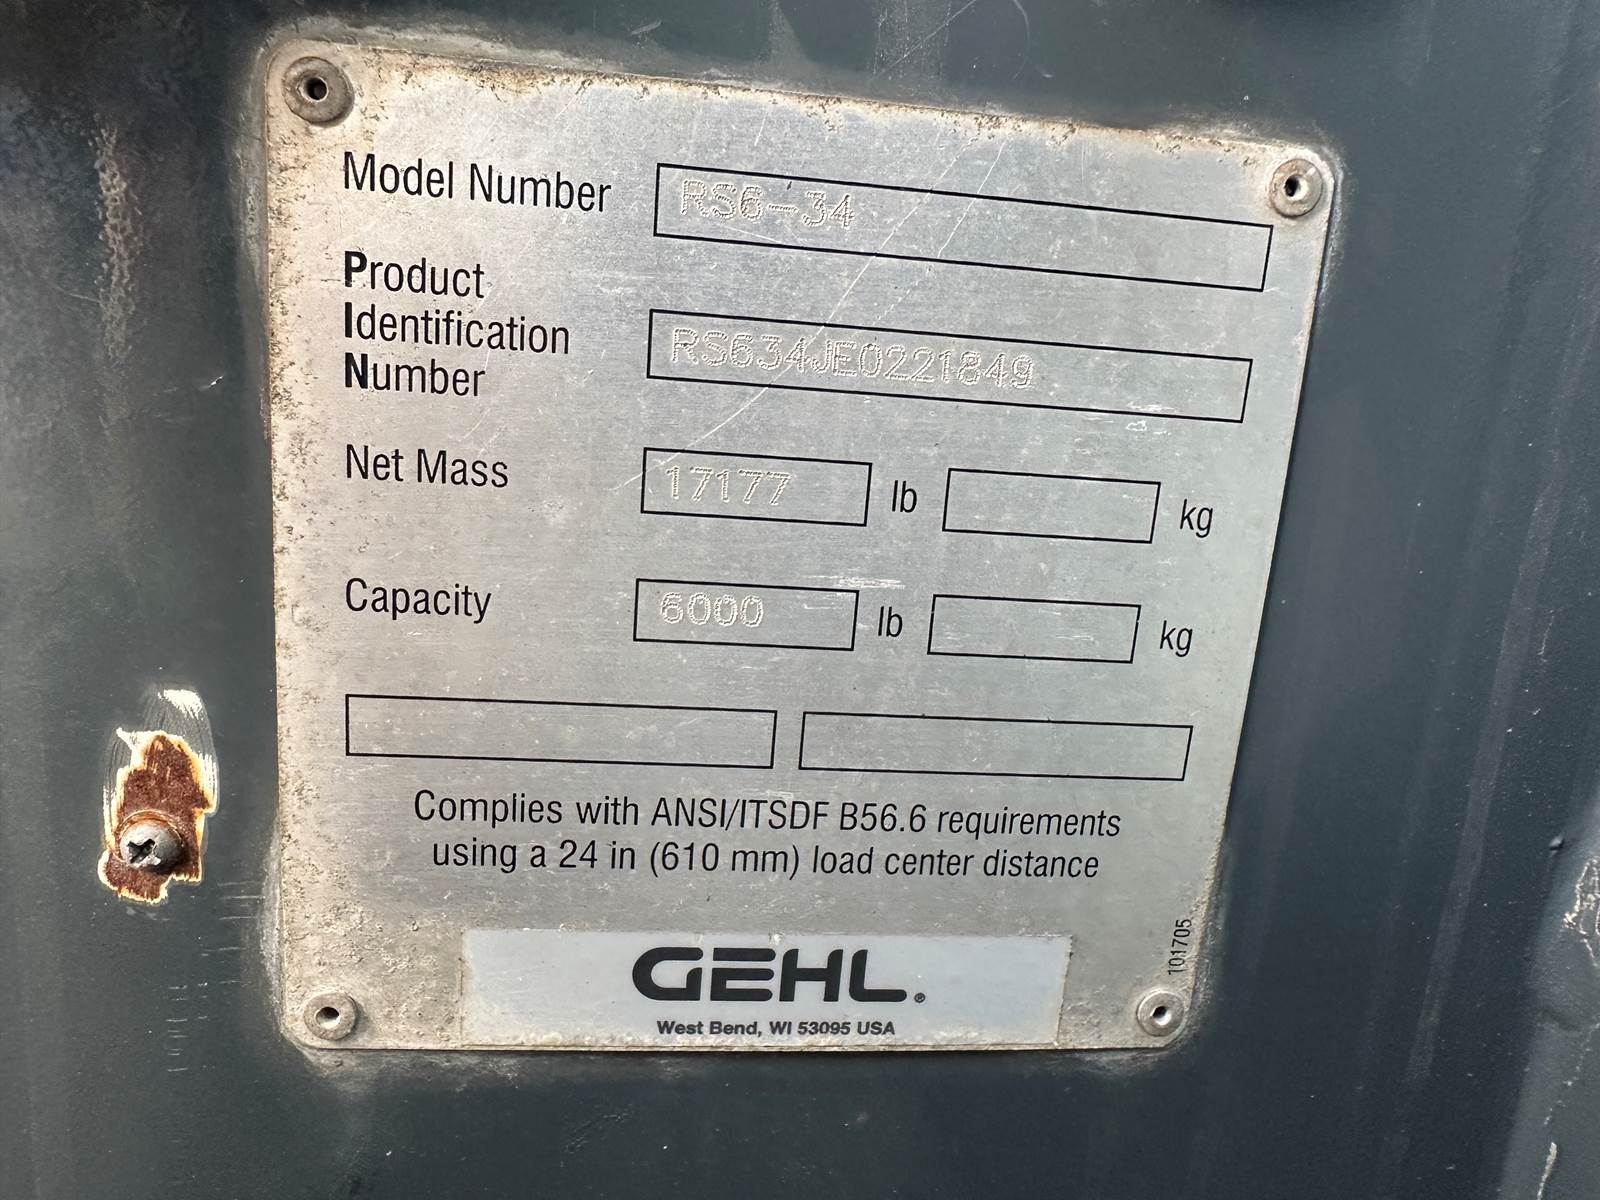 Model Number RS6-34
Product
Identification RS634JE0221849
Number
Net Mass 17177 lb kg
Capacity 6000 lb kg
Complies with ANSI/ITSDF B56.6 requirements
using a 24 in (610 mm) load center distance
101705
GEHL®
West Bend, WI 53095 USA